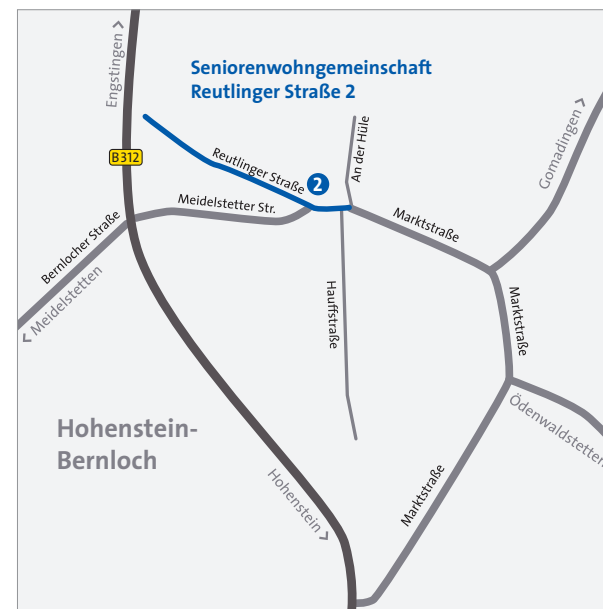 Engstingen >
Seniorenwohngemeinschaft
Reutlinger Straße 2
B312
Reutlinger Straße
2
An der Hüle
Gomadingen >
Meidelstetter Str.
Marktstraße
Bernlocher Straße
< Meidelstetten
Hauffstraße
Marktstraße
Ödenwaldstetten
Hohenstein-
Bernloch
Hohenstein >
Marktstraße